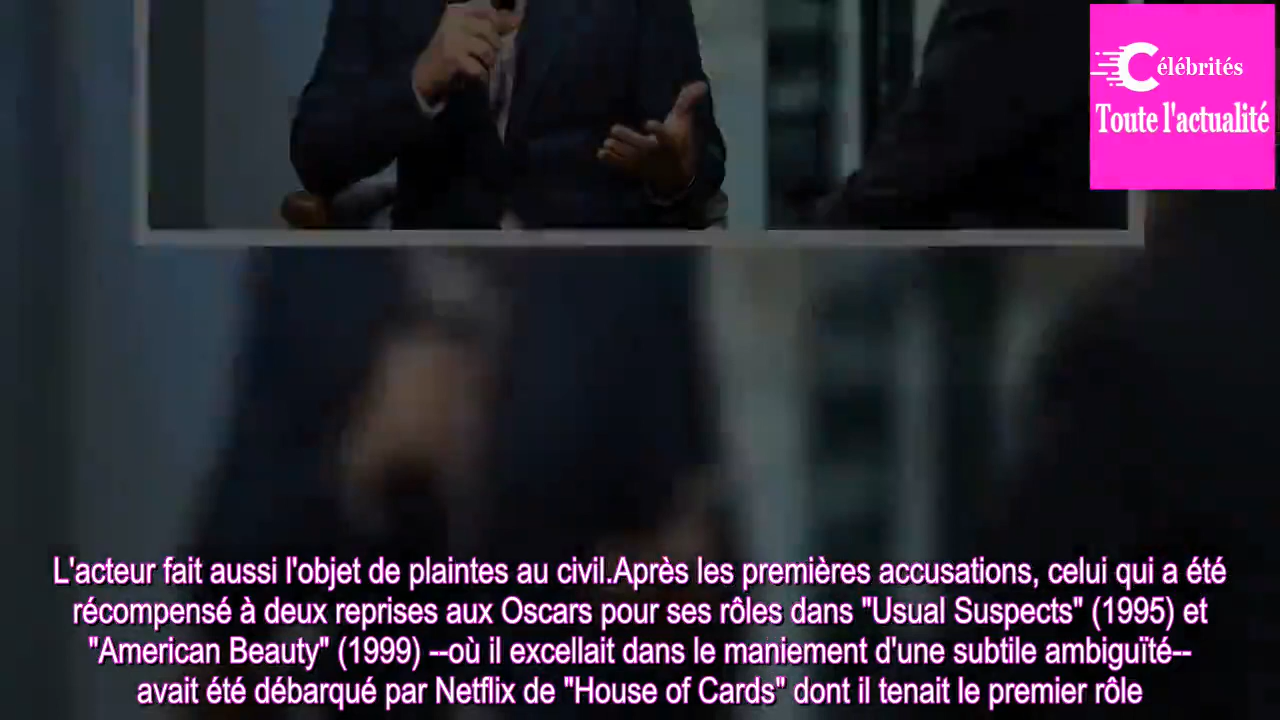 Célébrités
Toute l'actualité
L'acteur fait aussi l'objet de plaintes au civil.Après les premières accusations, celui qui a été
récompensé à deux reprises aux Oscars pour ses rôles dans "Usual Suspects" (1995) et
"American Beauty" (1999) --où il excellait dans le maniement d'une subtile ambiguïté--
avait été débarqué par Netflix de "House of Cards" dont il tenait le premier rôle